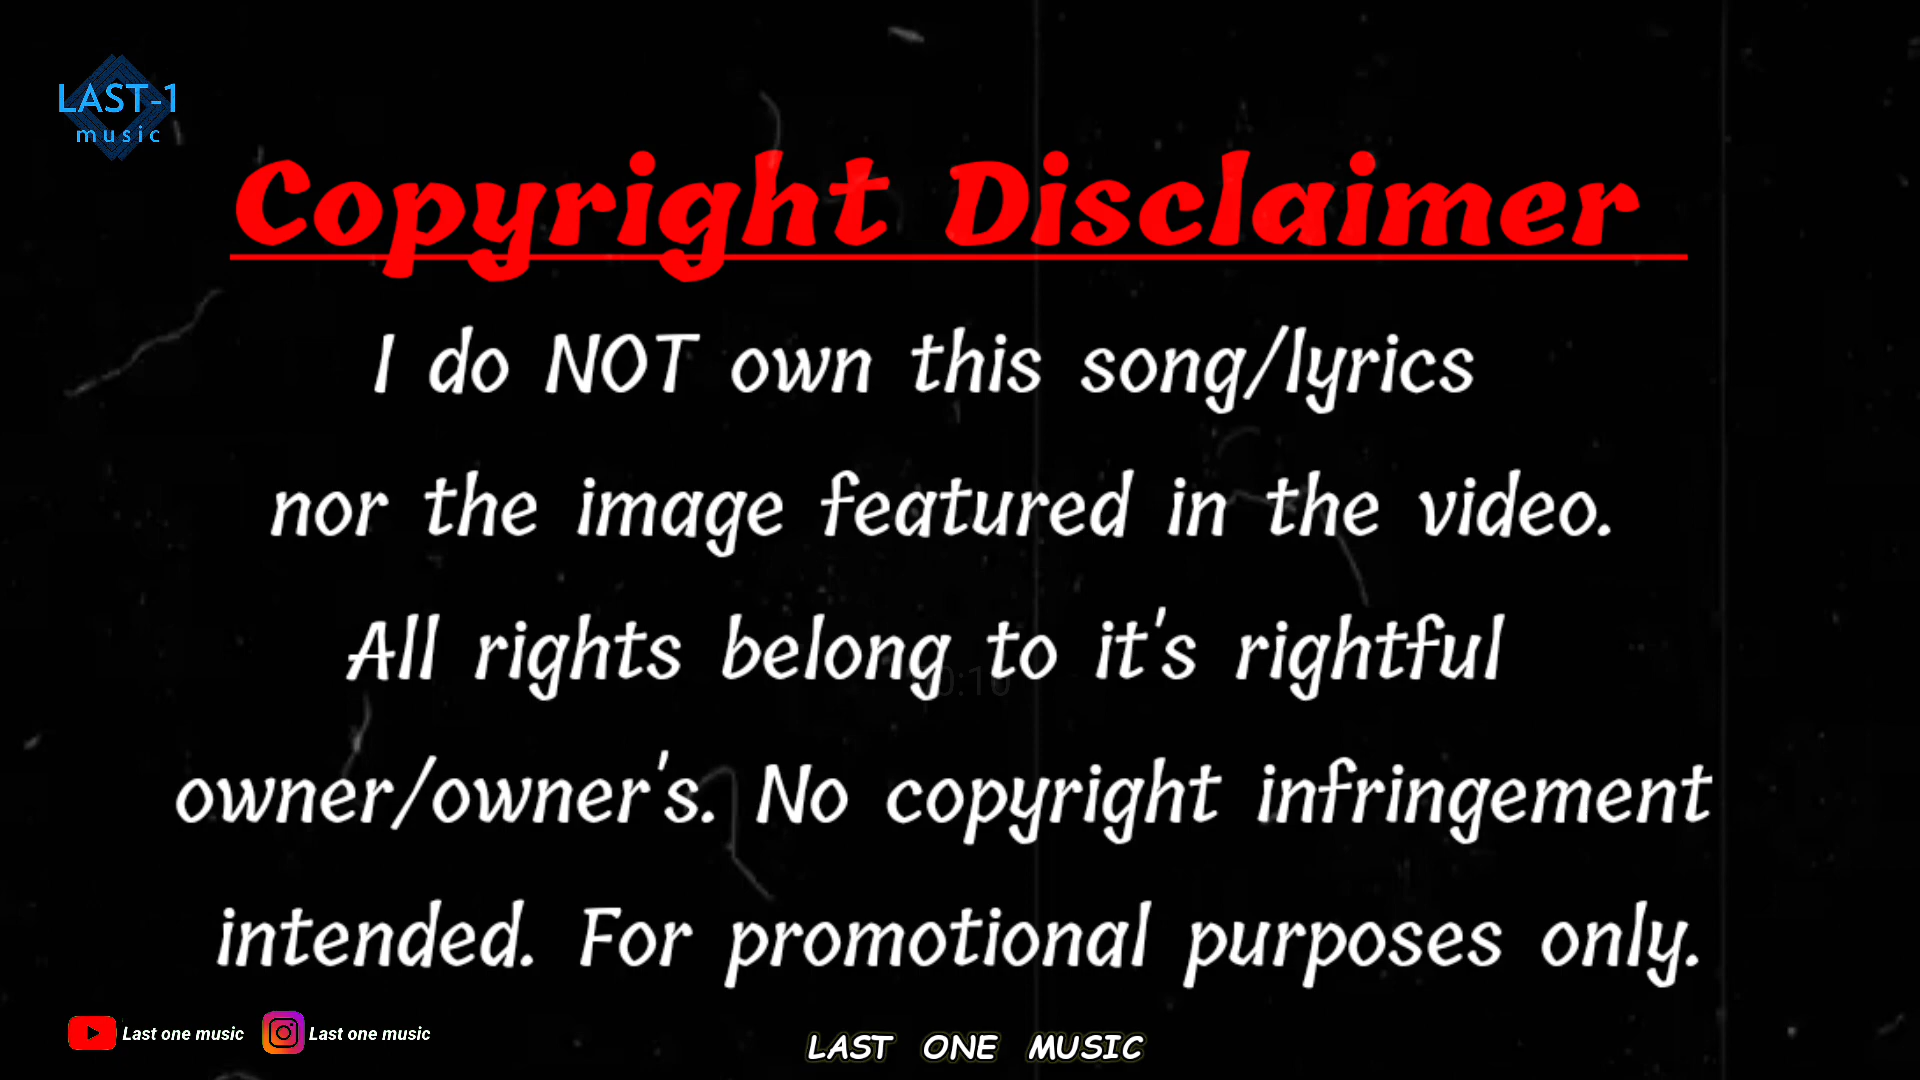 LAST-1
music
Copyright Disclaimer
I do NOT own this song/lyrics
nor the image featured in the video.
All rights belong to it's rightful
owner/owner's. No copyright infringement
intended. For promotional purposes only.
Last one music
Last one music
LAST ONE MUSIC